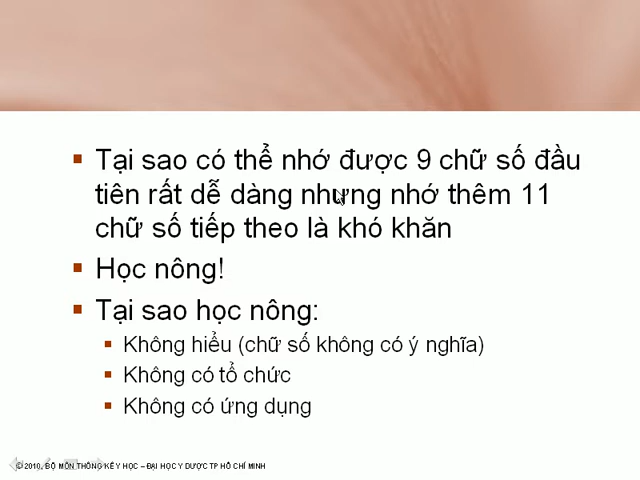 Tại sao có thể nhớ được 9 chữ số đầu
tiên rất dễ dàng nhưng nhớ thêm 11
chữ số tiếp theo là khó khăn
Học nông!
Tại sao học nông:
Không hiểu (chữ số không có ý nghĩa)
Không có tổ chức
Không có ứng dụng
© 2010, BỘ MÔN THỐNG KÊ Y HỌC – ĐẠI HỌC Y DƯỢC TP HỒ CHÍ MINH